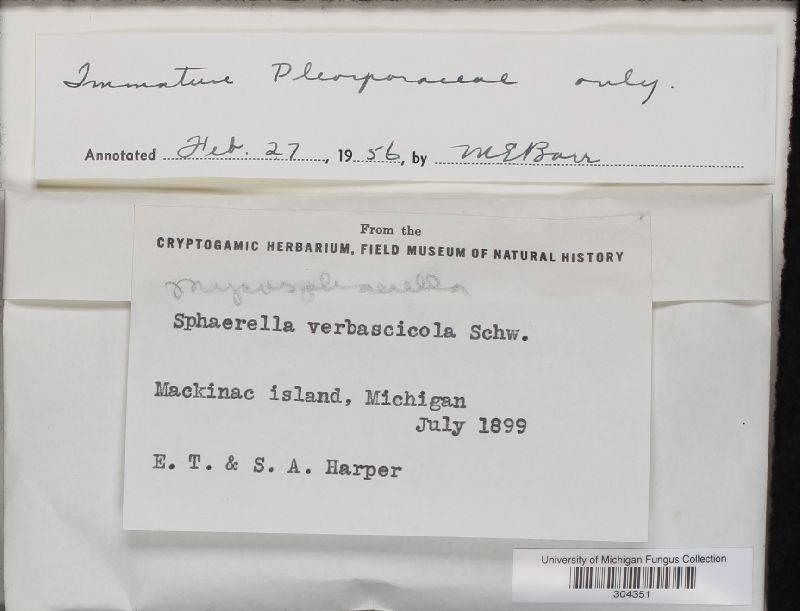 Immature Pleosporaceae only.
Annotated Feb. 27, 1956, by MEBarr
From the
CRYPTOGAMIC HERBARIUM, FIELD MUSEUM OF NATURAL HISTORY
Mycosphaerella
Sphaerella verbascicola Schw.
Mackinac island, Michigan
July 1899
E. T. & S. A. Harper
University of Michigan Fungus Collection
304351